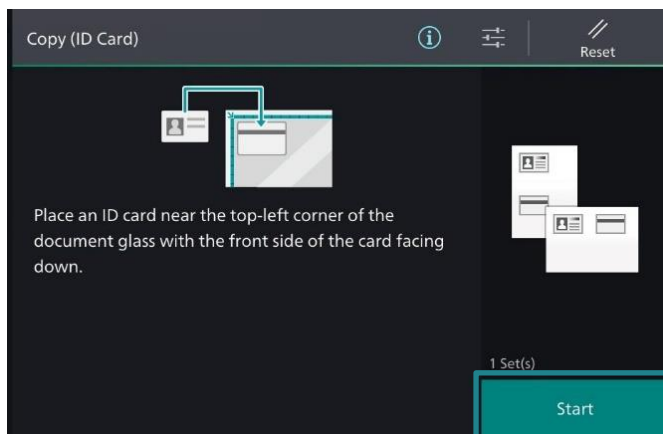 Copy (ID Card)
Reset
Place an ID card near the top-left corner of the
document glass with the front side of the card facing
down.
1 Set(s)
Start